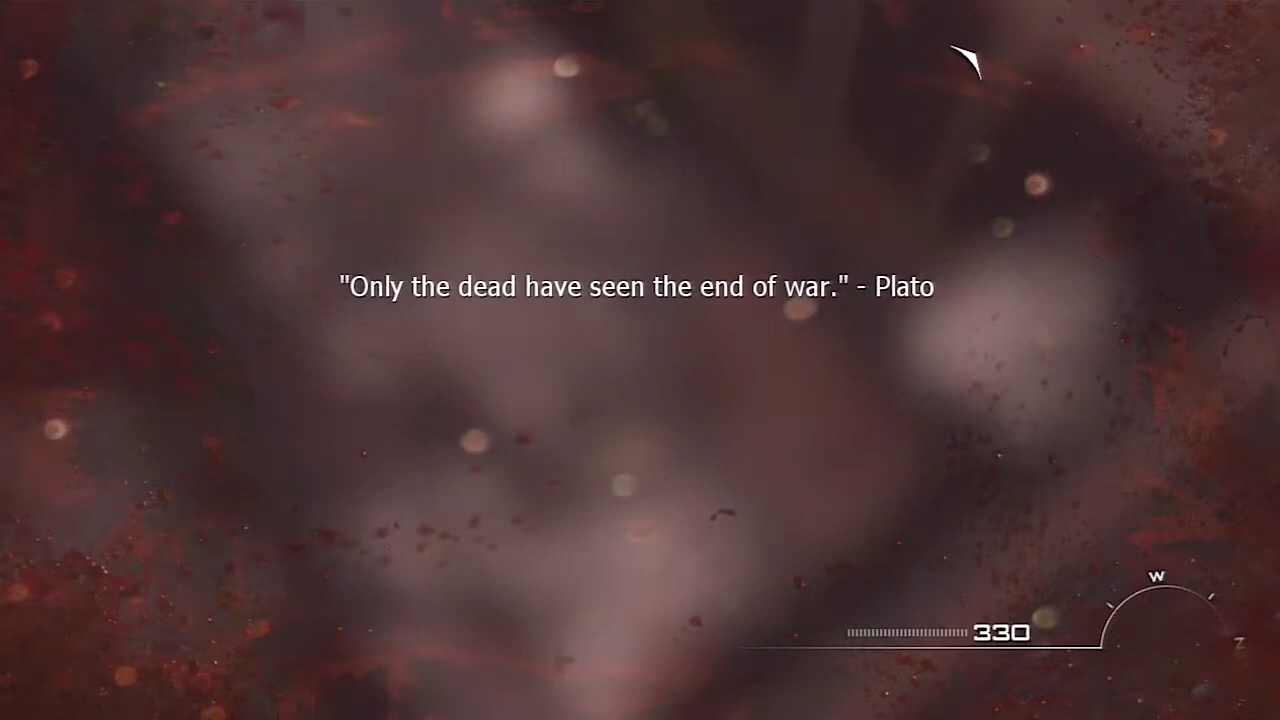 "Only the dead have seen the end of war." - Plato
W
330
Z